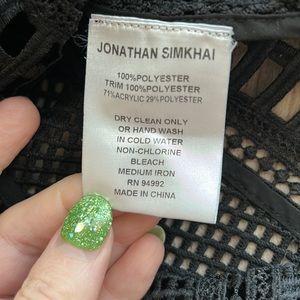 JONATHAN SIMKHAI
100%POLYESTER
TRIM 100%POLYESTER
71%ACRYLIC 29%POLYESTER
DRY CLEAN ONLY
OR HAND WASH
IN COLD WATER
NON-CHLORINE
BLEACH
MEDIUM IRON
RN 94992
MADE IN CHINA